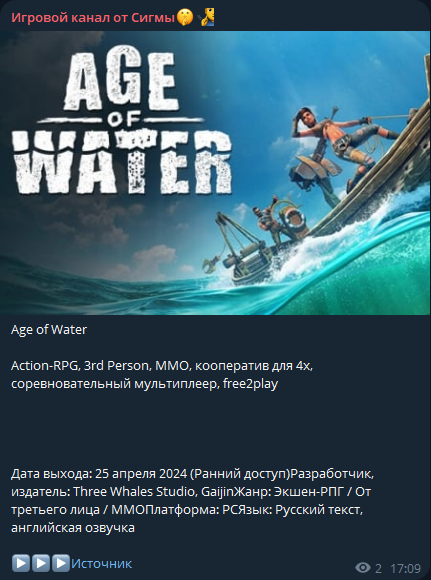 Игровой канал от Сигмы🤫🧏‍♂️
AGE
OF
WATER
Age of Water
Action-RPG, 3rd Person, ММО, кооператив для 4х,
соревновательный мультиплеер, free2play
Дата выхода: 25 апреля 2024 (Ранний доступ)Разработчик,
издатель: Three Whales Studio, GaijinЖанр: Экшен-РПГ / От
третьего лица / ММОПлатформа: PCЯзык: Русский текст,
английская озвучка
▶️▶️▶️Источник
2 17:09